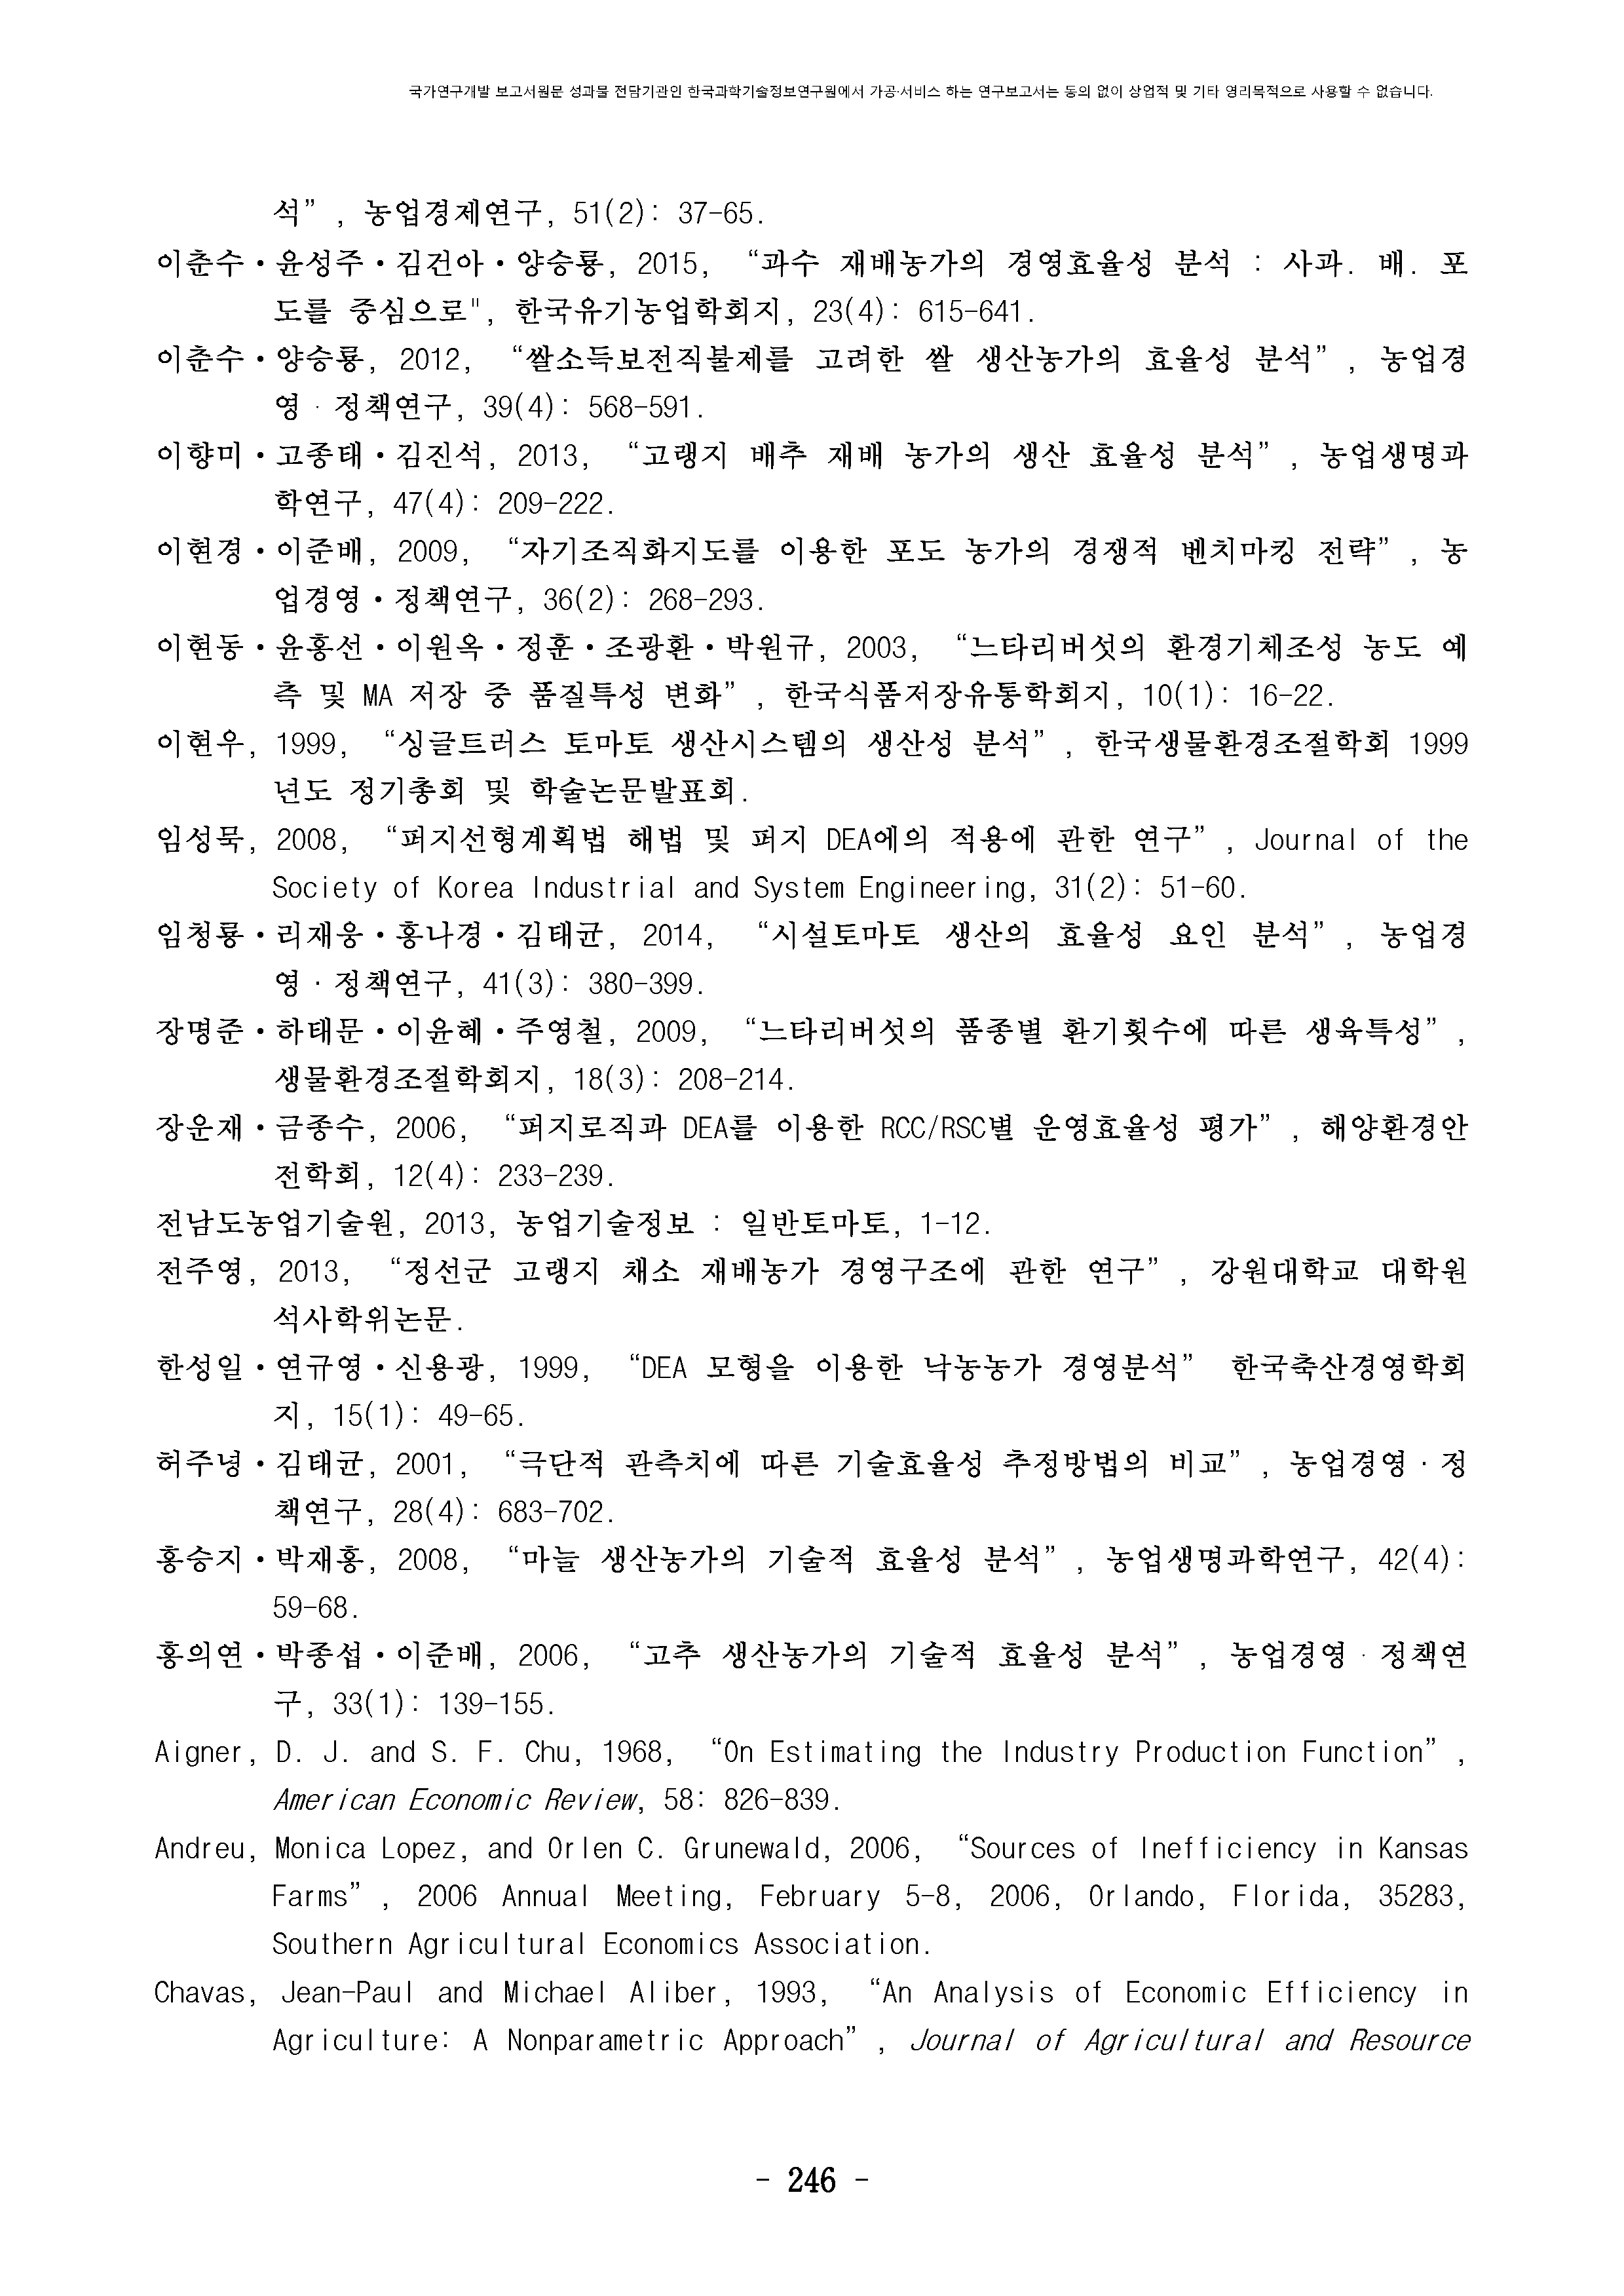 국가연구개발 보고서원문 성과물 전담기관인 한국과학기술정보연구원에서 가공·서비스 하는 연구보고서는 동의 없이 상업적 및 기타 영리목적으로 사용할 수 없습니다.
석”, 농업경제연구, 51(2): 37-65.
이춘수·윤성주·김건아·양승룡, 2015, “과수 재배농가의 경영효율성 분석 : 사과. 배. 포
도를 중심으로", 한국유기농업학회지, 23(4): 615-641.
이춘수·양승룡, 2012, “쌀소득보전직불제를 고려한 쌀 생산농가의 효율성 분석”, 농업경
영·정책연구, 39(4): 568-591.
이향미·고종태·김진석, 2013, “고랭지 배추 재배 농가의 생산 효율성 분석”, 농업생명과
학연구, 47(4): 209-222.
이현경·이준배, 2009, “자기조직화지도를 이용한 포도 농가의 경쟁적 벤치마킹 전략”, 농
업경영·정책연구, 36(2): 268-293.
이현동·윤홍선·이원옥·정훈·조광환·박원규, 2003, “느타리버섯의 환경기체조성 농도 예
측 및 MA 저장 중 품질특성 변화”, 한국식품저장유통학회지, 10(1): 16-22.
이현우, 1999, “싱글트러스 토마토 생산시스템의 생산성 분석”, 한국생물환경조절학회 1999
년도 정기총회 및 학술논문발표회.
임성묵, 2008, “퍼지선형계획법 해법 및 퍼지 DEA에의 적용에 관한 연구”, Journal of the
Society of Korea Industrial and System Engineering, 31(2): 51-60.
임청룡·리재웅·홍나경·김태균, 2014, “시설토마토 생산의 효율성 요인 분석”, 농업경
영·정책연구, 41(3): 380-399.
장명준·하태문·이윤혜·주영철, 2009, “느타리버섯의 품종별 환기횟수에 따른 생육특성”,
생물환경조절학회지, 18(3): 208-214.
장운재·금종수, 2006, “퍼지로직과 DEA를 이용한 RCC/RSC별 운영효율성 평가”, 해양환경안
전학회, 12(4): 233-239.
전남도농업기술원, 2013, 농업기술정보 : 일반토마토, 1-12.
전주영, 2013, “정선군 고랭지 채소 재배농가 경영구조에 관한 연구”, 강원대학교 대학원
석사학위논문.
한성일·연규영·신용광, 1999, “DEA 모형을 이용한 낙농농가 경영분석” 한국축산경영학회
지, 15(1): 49-65.
허주녕·김태균, 2001, “극단적 관측치에 따른 기술효율성 추정방법의 비교”, 농업경영·정
책연구, 28(4): 683-702.
홍승지·박재홍, 2008, “마늘 생산농가의 기술적 효율성 분석”, 농업생명과학연구, 42(4):
59-68.
홍의연·박종섭·이준배, 2006, “고추 생산농가의 기술적 효율성 분석”, 농업경영·정책연
구, 33(1): 139-155.
Aigner, D. J. and S. F. Chu, 1968, “On Estimating the Industry Production Function”,
American Economic Review, 58: 826-839.
Andreu, Monica Lopez, and Orlen C. Grunewald, 2006, “Sources of Inefficiency in Kansas
Farms”, 2006 Annual Meeting, February 5-8, 2006, Orlando, Florida, 35283,
Southern Agricultural Economics Association.
Chavas, Jean-Paul and Michael Aliber, 1993, “An Analysis of Economic Efficiency in
Agriculture: A Nonparametric Approach”, Journal of Agricultural and Resource
- 246 -